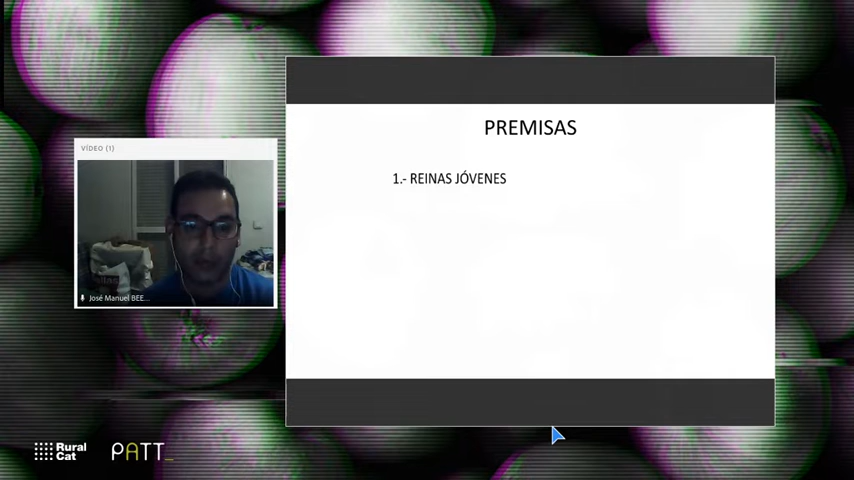 VÍDEO (1)
José Manuel BEE...
PREMISAS
1.- REINAS JÓVENES
Rural
Cat
PATT_